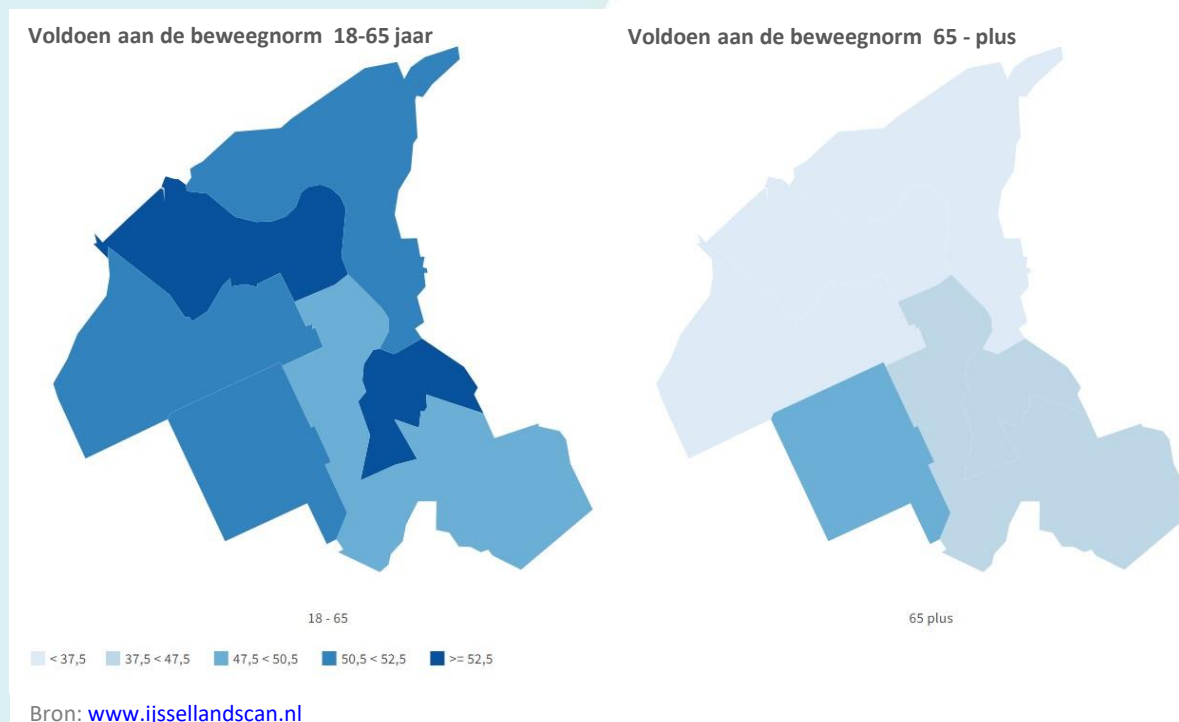 Voldoen aan de beweegnorm 18-65 jaar
Voldoen aan de beweegnorm 65 - plus
18 - 65
65 plus
< 37,5 37,5 < 47,5 47,5 < 50,5 50,5 < 52,5 >= 52,5
Bron: www.ijssellandscan.nl